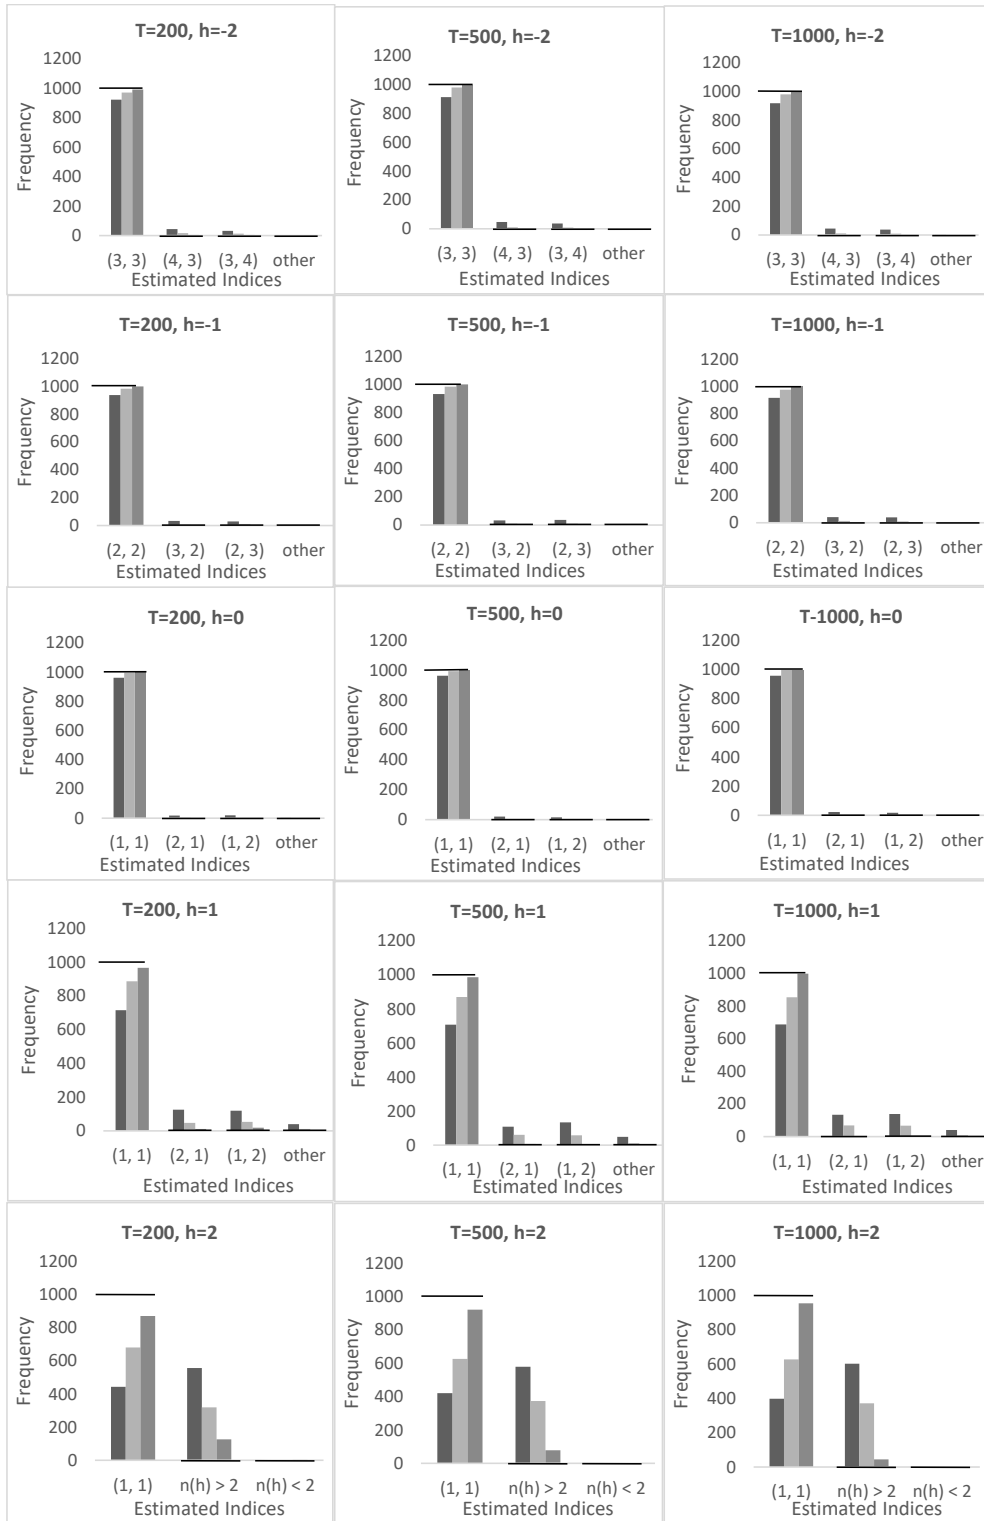 T=200, h=-2
1200
1000
800
600
400
200
0
Frequency
(3, 3) (4, 3) (3, 4) other
Estimated Indices
T=500, h=-2
1200
1000
800
600
400
200
0
Frequency
(3, 3) (4, 3) (3, 4) other
Estimated Indices
T=1000, h=-2
1200
1000
800
600
400
200
0
Frequency
(3, 3) (4, 3) (3, 4) other
Estimated Indices
T=200, h=-1
1200
1000
800
600
400
200
0
Frequency
(2, 2) (3, 2) (2, 3) other
Estimated Indices
T=500, h=-1
1200
1000
800
600
400
200
0
Frequency
(2, 2) (3, 2) (2, 3) other
Estimated Indices
T=1000, h=-1
1200
1000
800
600
400
200
0
Frequency
(2, 2) (3, 2) (2, 3) other
Estimated Indices
T=200, h=0
1200
1000
800
600
400
200
0
Frequency
(1, 1) (2, 1) (1, 2) other
Estimated Indices
T=500, h=0
1200
1000
800
600
400
200
0
Frequency
(1, 1) (2, 1) (1, 2) other
Estimated Indices
T-1000, h=0
1200
1000
800
600
400
200
0
Frequency
(1, 1) (2, 1) (1, 2) other
Estimated Indices
T=200, h=1
1200
1000
800
600
400
200
0
Frequency
(1, 1) (2, 1) (1, 2) other
Estimated Indices
T=500, h=1
1200
1000
800
600
400
200
0
Frequency
(1, 1) (2, 1) (1, 2) other
Estimated Indices
T=1000, h=1
1200
1000
800
600
400
200
0
Frequency
(1, 1) (2, 1) (1, 2) other
Estimated Indices
T=200, h=2
1200
1000
800
600
400
200
0
Frequency
(1, 1) n(h) > 2 n(h) < 2
Estimated Indices
T=500, h=2
1200
1000
800
600
400
200
0
Frequency
(1, 1) n(h) > 2 n(h) < 2
Estimated Indices
T=1000, h=2
1200
1000
800
600
400
200
0
Frequency
(1, 1) n(h) > 2 n(h) < 2
Estimated Indices